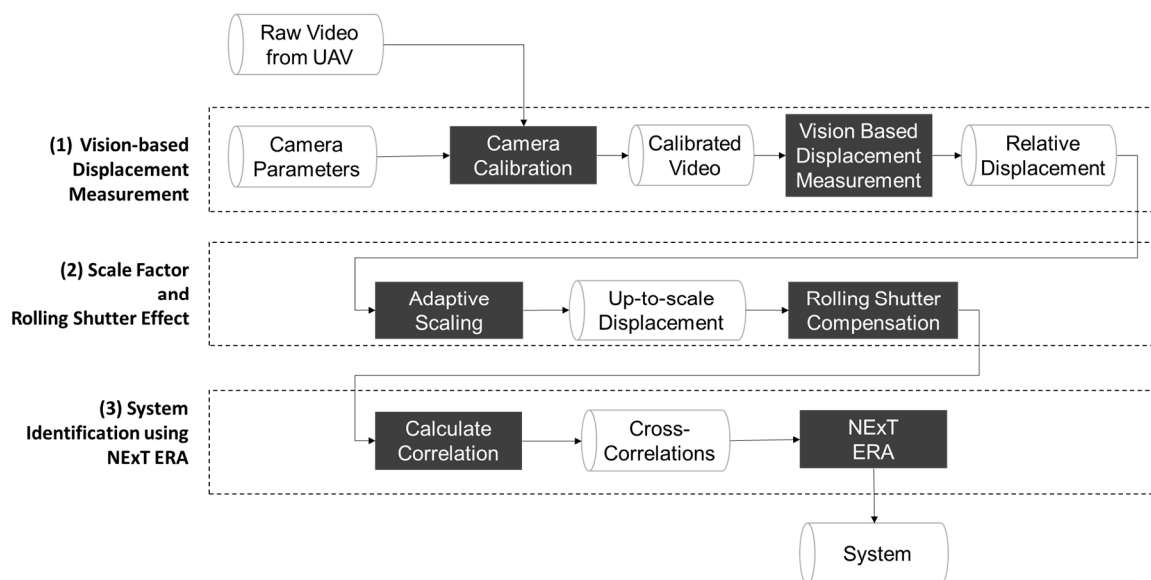 Raw Video
from UAV
(1) Vision-based
Displacement
Measurement
Camera
Parameters
Camera
Calibration
Calibrated
Video
Vision Based
Displacement
Measurement
Relative
Displacement
(2) Scale Factor
and
Rolling Shutter Effect
Adaptive
Scaling
Up-to-scale
Displacement
Rolling Shutter
Compensation
(3) System
Identification using
NExT ERA
Calculate
Correlation
Cross-
Correlations
NExT
ERA
System